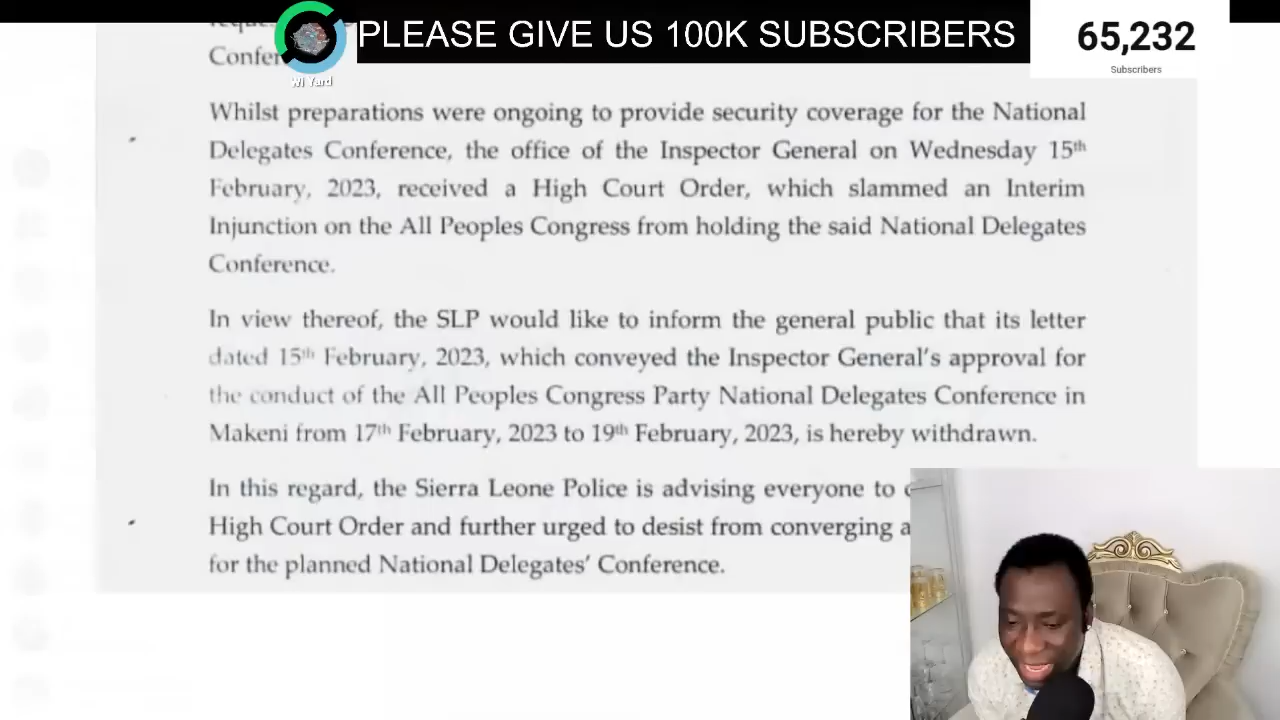 PLEASE GIVE US 100K SUBSCRIBERS
65,232
Subscribers
Wi Yard
Whilst preparations were ongoing to provide security coverage for the National
Delegates Conference, the office of the Inspector General on Wednesday 15th
February, 2023, received a High Court Order, which slammed an Interim
Injunction on the All Peoples Congress from holding the said National Delegates
Conference.
In view thereof, the SLP would like to inform the general public that its letter
dated 15th February, 2023, which conveyed the Inspector General's approval for
the conduct of the All Peoples Congress Party National Delegates Conference in
Makeni from 17th February, 2023 to 19th February, 2023, is hereby withdrawn.
In this regard, the Sierra Leone Police is advising everyone to
High Court Order and further urged to desist from converging
for the planned National Delegates' Conference.